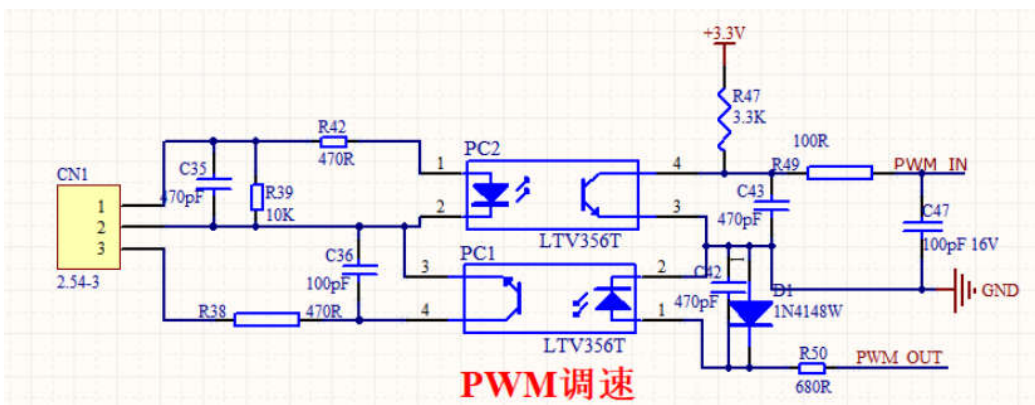 +3.3V
R47
3.3K
R42
470R
PC2
100R
R49
PWM_IN
CN1
C35
470pF
R39
10K
1
2
3
2.54-3
1
2
4
3
C43
470pF
C47
100pF 16V
LTV356T
C36
100pF
PC1
3
4
2
1
C42
470pF
1
D1
1N4148W
GND
R38
470R
LTV356T
R50
680R
PWM_OUT
PWM调速